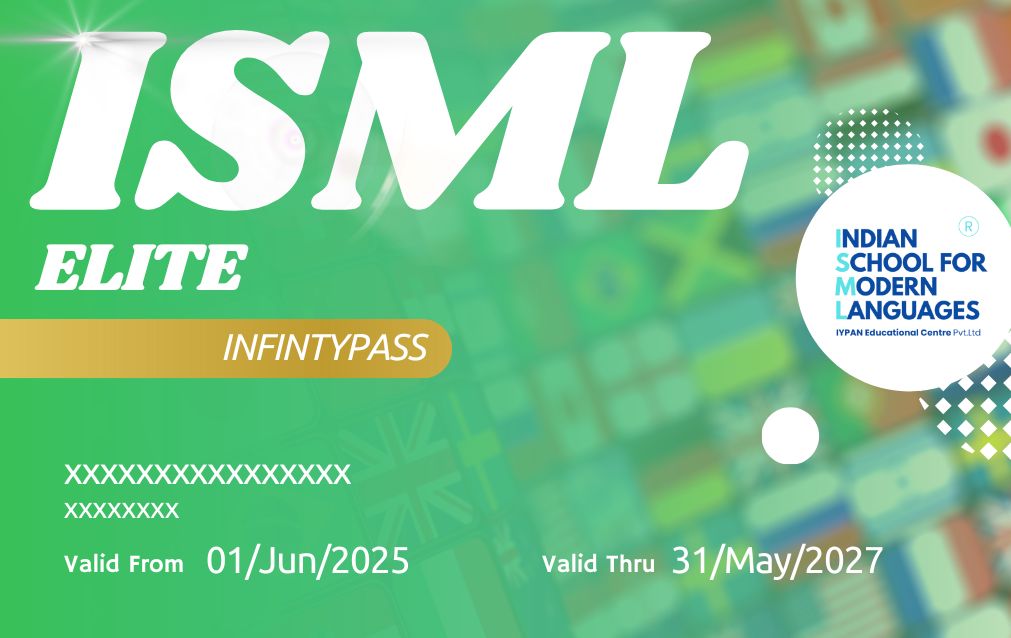 ISML
ELITE
INFINTYPASS
INDIAN ®
SCHOOL FOR
MODERN
LANGUAGES
IYPAN Educational Centre Pvt.Ltd
XXXXXXXXXXXXXXXX
XXXXXXXX
Valid From 01/Jun/2025 Valid Thru 31/May/2027